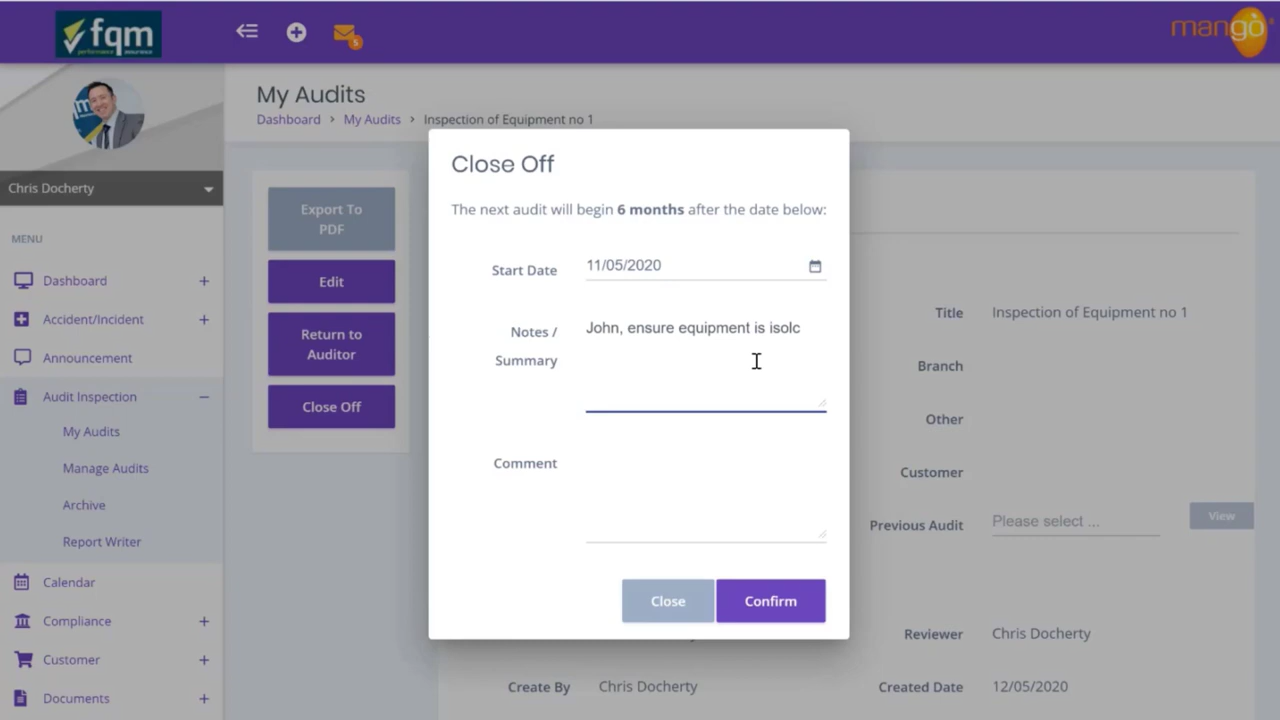 fqm
performance assurance
5
mango
My Audits
Dashboard > My Audits > Inspection of Equipment no 1
Chris Docherty
MENU
Dashboard
Accident/Incident
Announcement
Audit Inspection
My Audits
Manage Audits
Archive
Report Writer
Calendar
Compliance
Customer
Documents
Export To
PDF
Edit
Return to
Auditor
Close Off
Close Off
The next audit will begin 6 months after the date below:
Start Date 11/05/2020
Notes / John, ensure equipment is isolc
Summary
Comment
Close Confirm
Title Inspection of Equipment no 1
Branch
Other
Customer
Previous Audit Please select ... View
Reviewer Chris Docherty
Create By Chris Docherty Created Date 12/05/2020